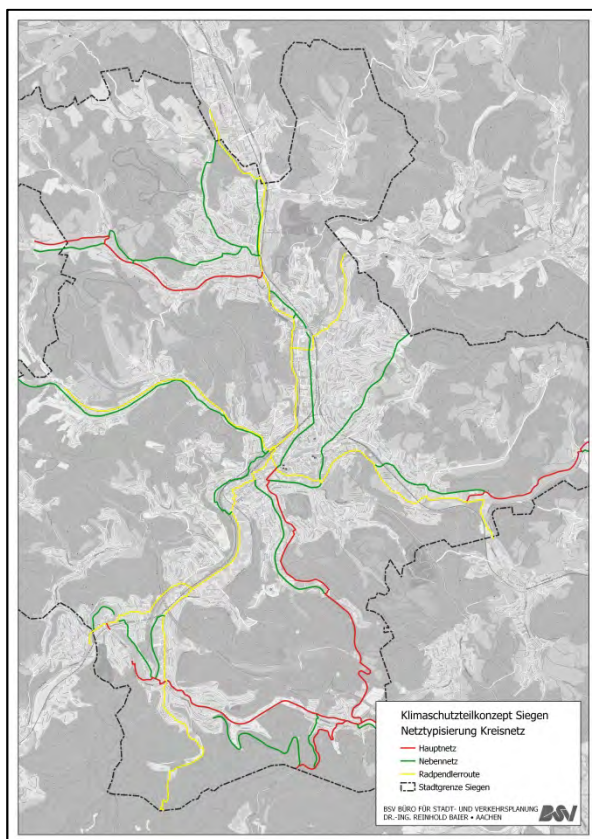 Klimaschutzteilkonzept Siegen
Netztypisierung Kreisnetz
Hauptnetz
Nebennetz
Radpendlerroute
Stadtgrenze Siegen
BSV BÜRO FÜR STADT- UND VERKEHRSPLANUNG
DR.-ING. REINHOLD BAIER • AACHEN
BSV